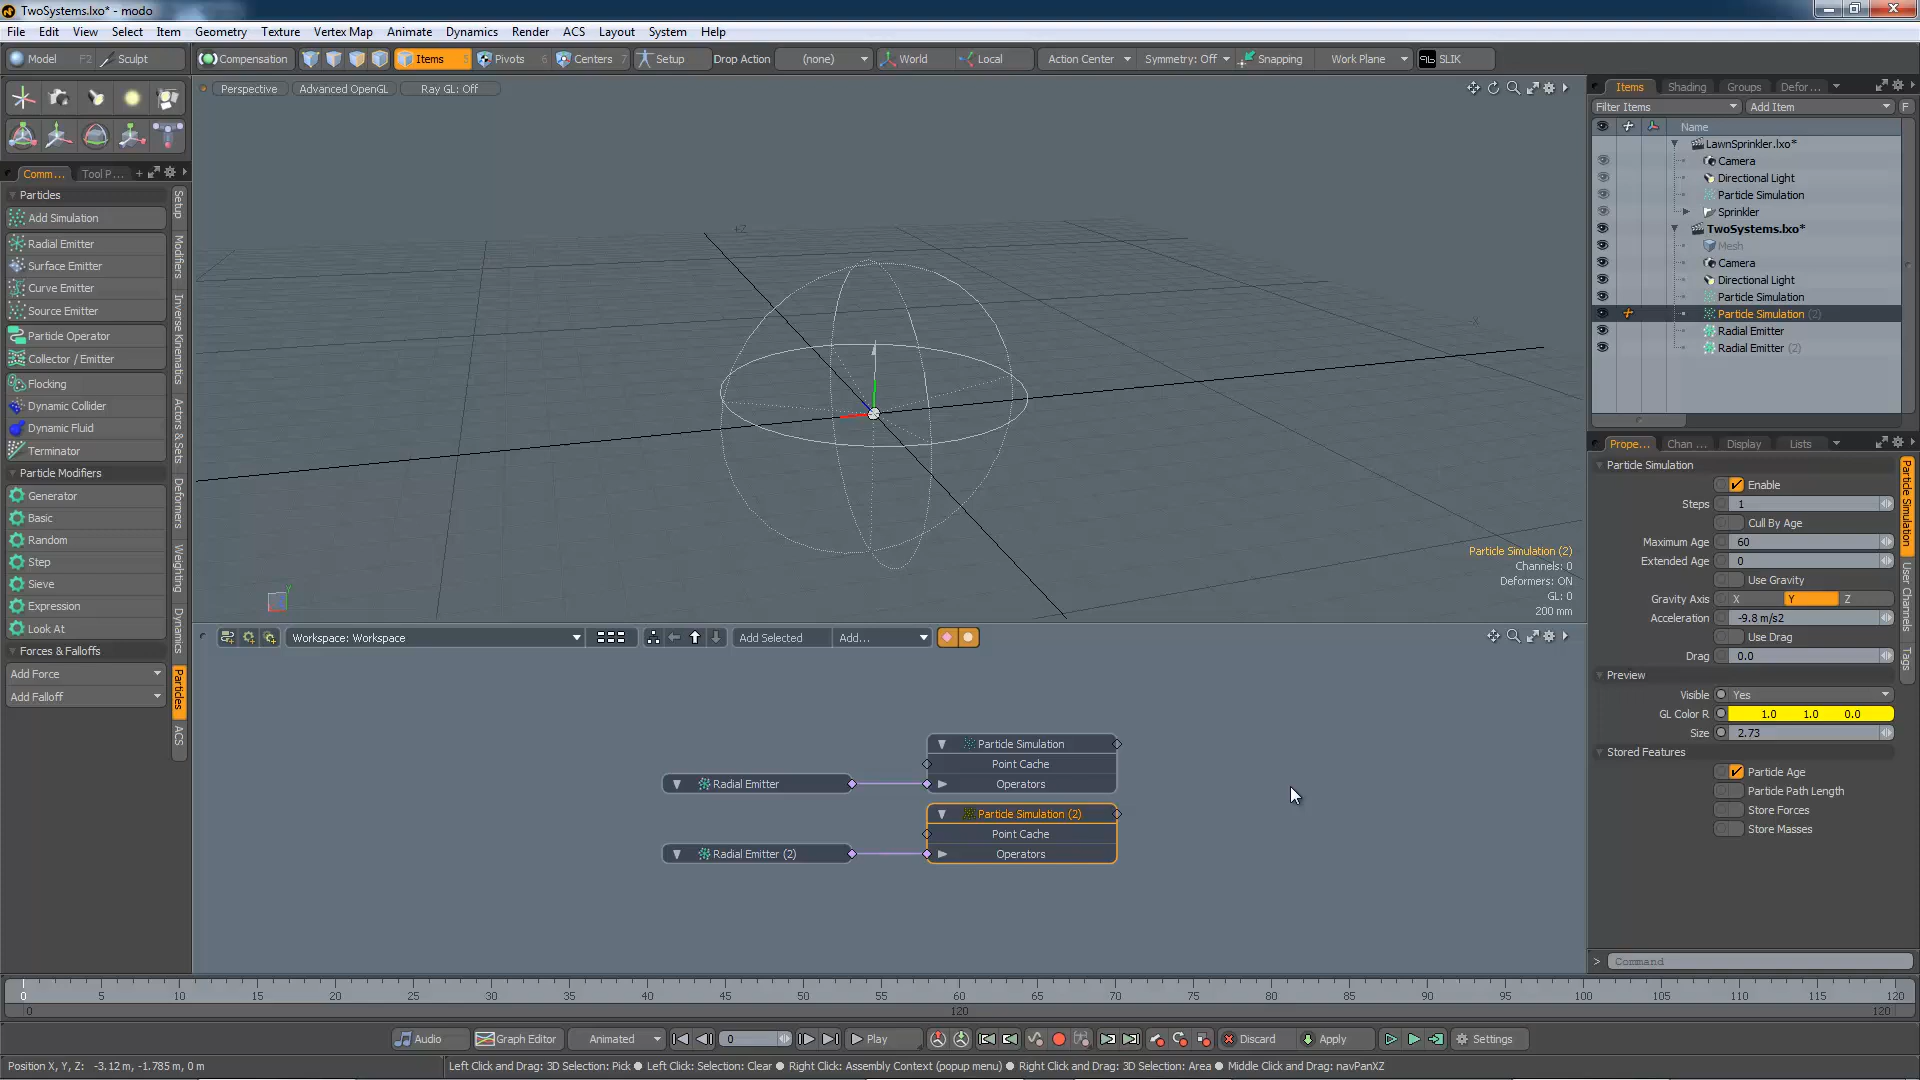 TwoSystems.lxo* - modo
File Edit View Select Item Geometry Texture Vertex Map Animate Dynamics Render ACS Layout System Help
Model F2 Sculpt Compensation Items 5 Pivots 6 Centers 7 Setup Drop Action (none) World Local Action Center Symmetry: Off Snapping Work Plane SLIK
Perspective Advanced OpenGL Ray GL: Off
Items Shading Groups Defor ...
Filter Items Add Item F
Name
LawnSprinkler.lxo*
Camera
Directional Light
Particle Simulation
Sprinkler
TwoSystems.lxo*
Mesh
Camera
Directional Light
Particle Simulation
Particle Simulation (2)
Radial Emitter
Radial Emitter (2)
Comm... Tool P... +
Particles
Add Simulation
Radial Emitter
Surface Emitter
Curve Emitter
Source Emitter
Particle Operator
Collector / Emitter
Flocking
Dynamic Collider
Dynamic Fluid
Terminator
Particle Modifiers
Generator
Basic
Random
Step
Sieve
Expression
Look At
Forces & Falloffs
Add Force
Add Falloff
Setup
Modifiers
Inverse Kinematics
Actors & Sets
Deformers
Weighting
Dynamics
Particles
ACS
+Z
X
Y
Particle Simulation (2)
Channels: 0
Deformers: ON
GL: 0
200 mm
Workspace: Workspace Add Selected Add...
Particle Simulation
Point Cache
Radial Emitter Operators
Particle Simulation (2)
Point Cache
Radial Emitter (2) Operators
Prope... Chan ... Display Lists
Particle Simulation
Enable
Steps 1
Cull By Age
Maximum Age 60
Extended Age 0
Use Gravity
Gravity Axis X Y Z
Acceleration -9.8 m/s2
Use Drag
Drag 0.0
Preview
Visible Yes
GL Color R 1.0 1.0 0.0
Size 2.73
Stored Features
Particle Age
Particle Path Length
Store Forces
Store Masses
Particle Simulation
User Channels
Tags
> Command
0 5 10 15 20 25 30 35 40 45 50 55 60 65 70 75 80 85 90 95 100 105 110 115 120
0 120 120
Audio Graph Editor Animated 0 Play Discard Apply Settings
Position X, Y, Z: -3.12 m, -1.785 m, 0 m Left Click and Drag: 3D Selection: Pick ● Left Click: Selection: Clear ● Right Click: Assembly Context (popup menu) ● Right Click and Drag: 3D Selection: Area ● Middle Click and Drag: navPanXZ